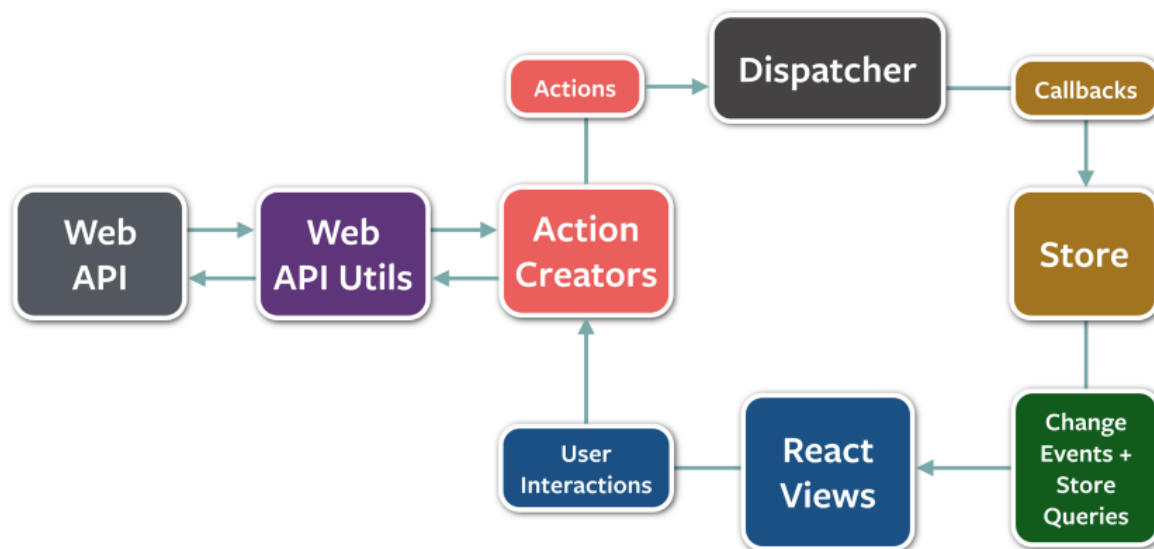 Dispatcher
Actions
Callbacks
Web
API
Web
API Utils
Action
Creators
Store
User
Interactions
React
Views
Change
Events +
Store
Queries